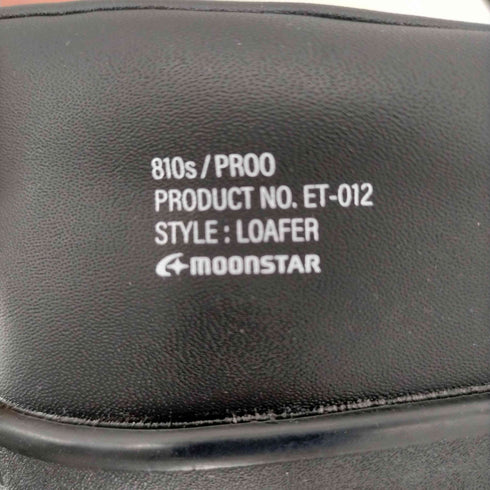 810s/PROO
PRODUCT NO. ET-012
STYLE : LOAFER
MOONSTAR